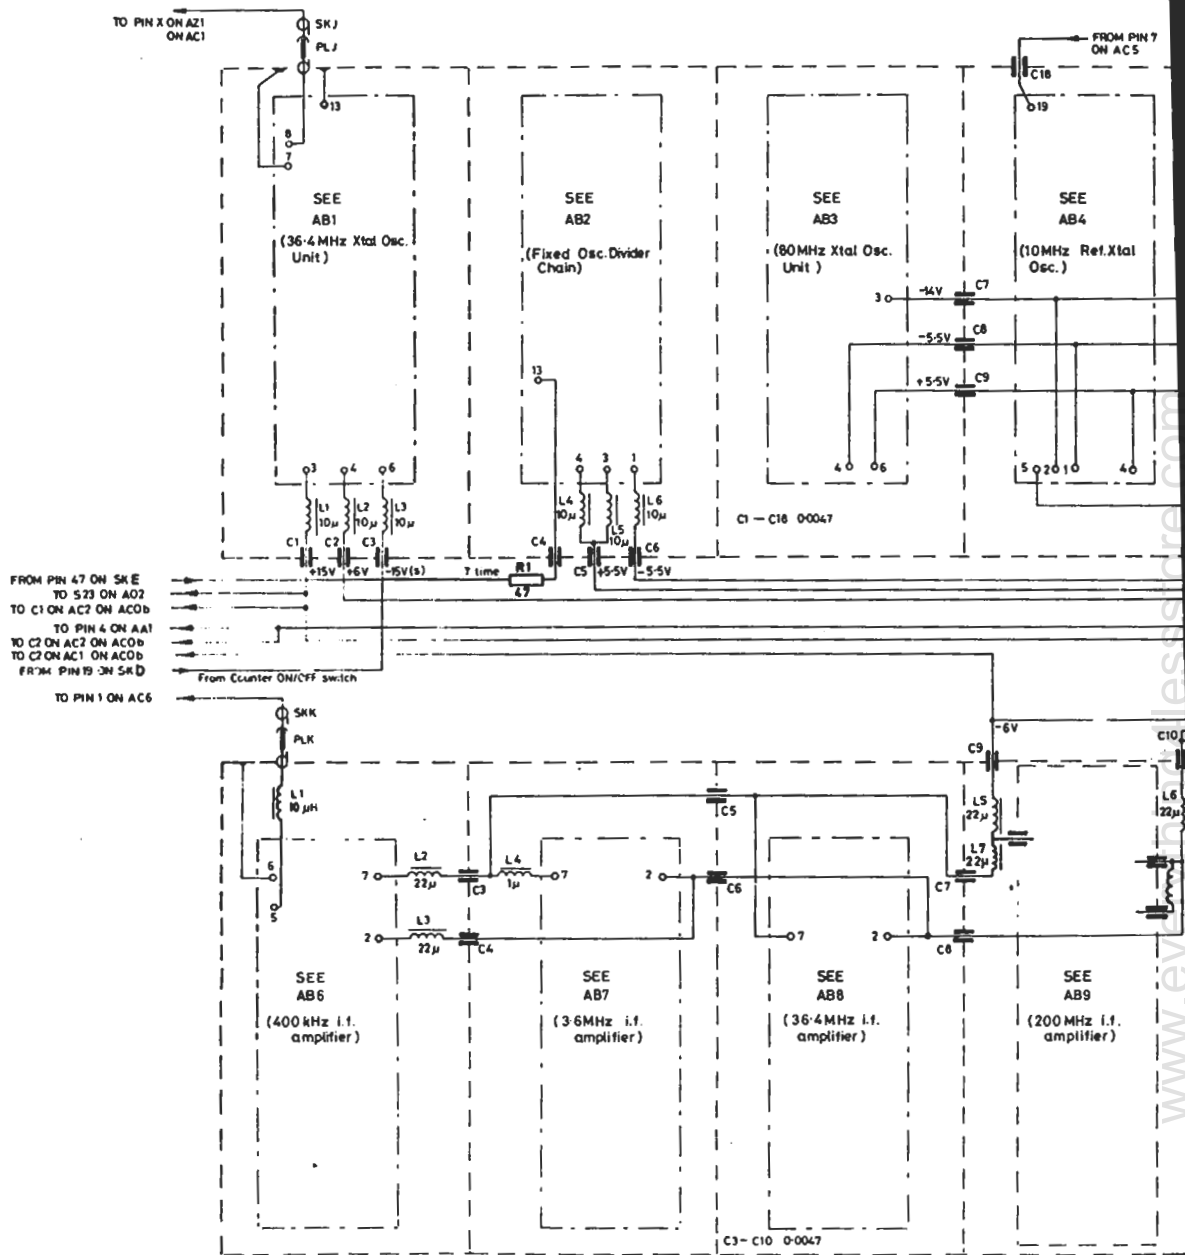 TO PIN X ON AZ1
ON AC1
SKJ
PLJ
FROM PIN 7
ON AC5
C18
13
8
7
19
SEE
AB1
(36·4MHz Xtal Osc.
Unit)
SEE
AB2
(Fixed Osc. Divider
Chain)
SEE
AB3
(80MHz Xtal Osc.
Unit)
SEE
AB4
(10MHz Ref. Xtal
Osc.)
3
-14V
C7
-5·5V
C8
+5·5V
C9
13
3
4
6
4
3
1
4
6
5
2
1
4
L1
10µ
L2
10µ
L3
10µ
L4
10µ
L5
10µ
L6
10µ
C1 — C18 0·0047
C1
C2
C3
C4
C5
C6
+15V
+6V
-15V(s)
T time
R1
47
+5·5V
-5·5V
FROM PIN 47 ON SKE
TO S23 ON AO2
TO C1 ON AC2 ON AC0b
TO PIN 4 ON AA1
TO C2 ON AC2 ON AC0b
TO C2 ON AC1 ON AC0b
FROM PIN 19 ON SKD
From Counter ON/OFF switch
TO PIN 1 ON AC6
SKK
PLK
-6V
C9
C10
L1
10µH
C5
L5
22µ
L6
22µ
L7
22µ
6
5
7
L2
22µ
C3
L4
1µ
7
2
C6
C7
2
L3
22µ
C4
7
2
C8
SEE
AB6
(400kHz i.f.
amplifier)
SEE
AB7
(3·6MHz i.f.
amplifier)
SEE
AB8
(36·4MHz i.f.
amplifier)
SEE
AB9
(200MHz i.f.
amplifier)
C3 — C10 0·0047